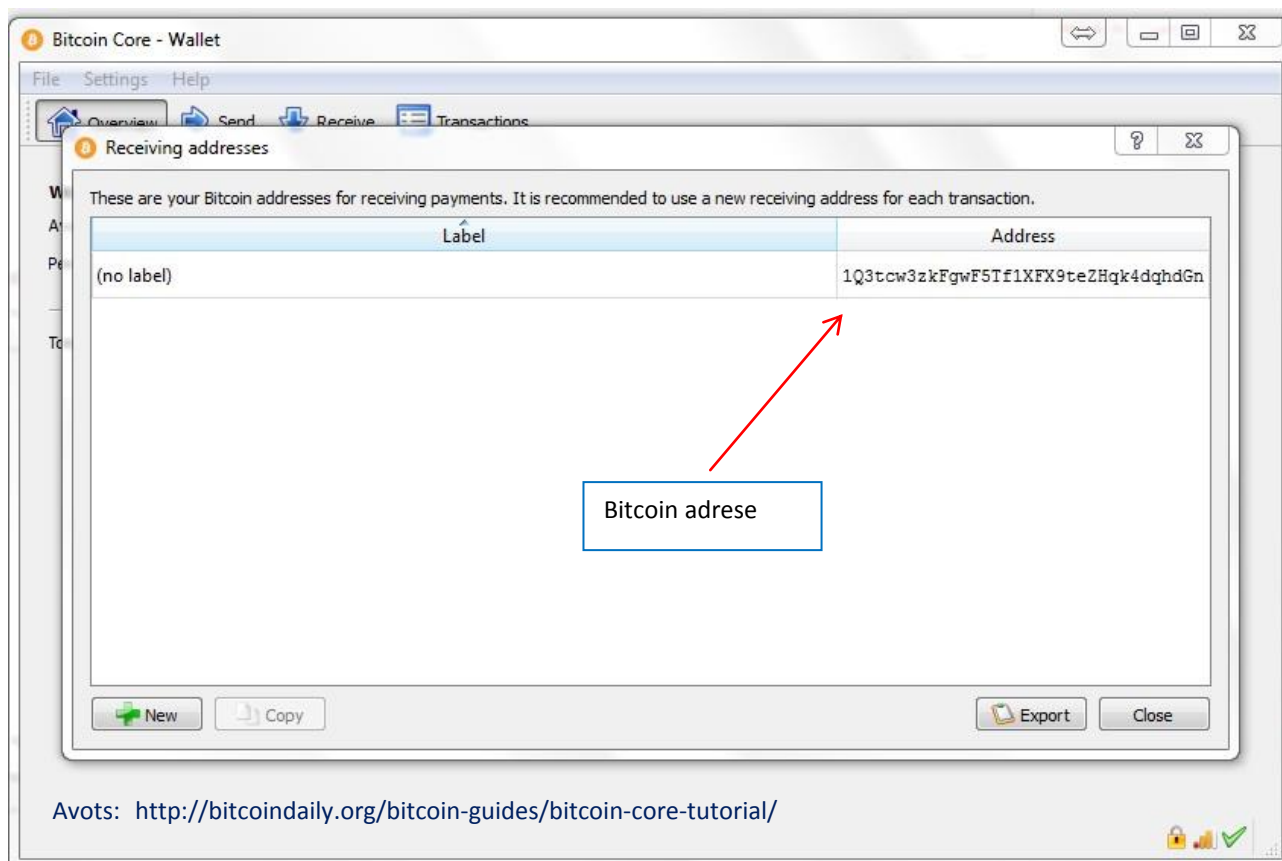 Bitcoin Core - Wallet
File Settings Help
Overview Send Receive Transactions
Receiving addresses
These are your Bitcoin addresses for receiving payments. It is recommended to use a new receiving address for each transaction.
Label Address
(no label) 1Q3tcw3zkFgwF5Tf1XFX9teZHqk4dqhdGn
Bitcoin adrese
New Copy Export Close
Avots: http://bitcoindaily.org/bitcoin-guides/bitcoin-core-tutorial/